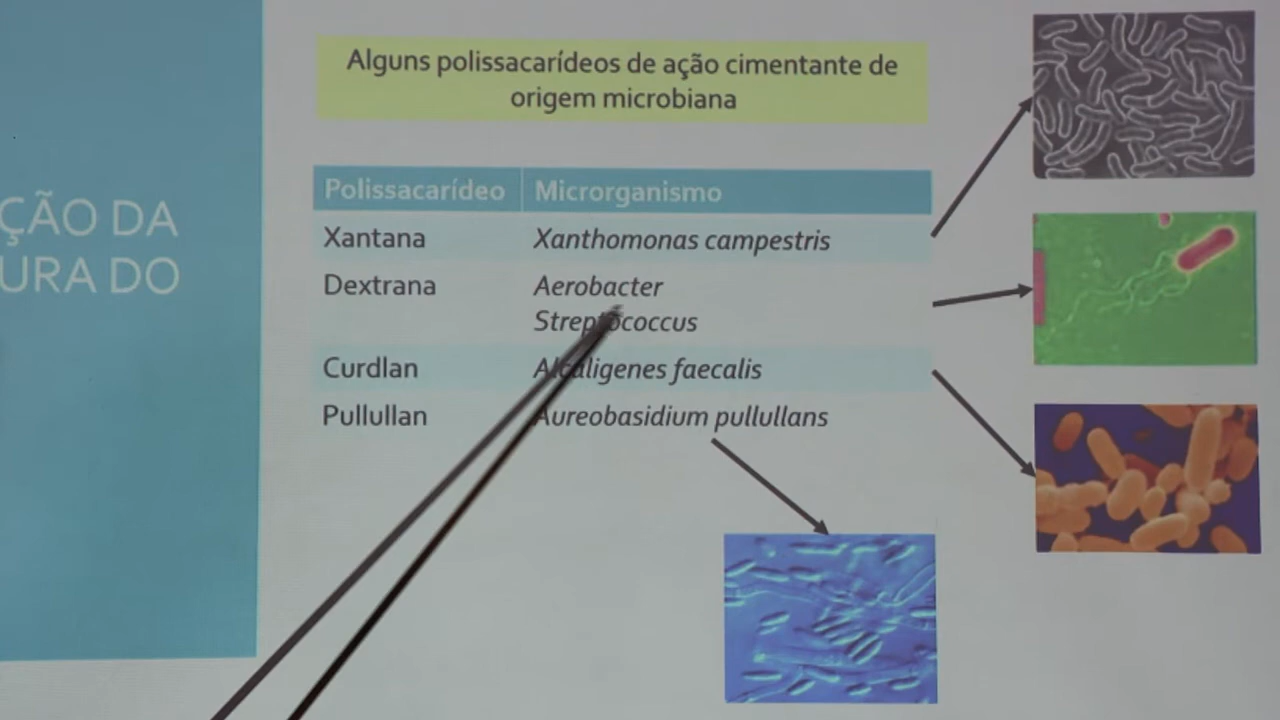 ÇÃO DA
URA DO
Alguns polissacarídeos de ação cimentante de
origem microbiana
Polissacarídeo Microrganismo
Xantana Xanthomonas campestris
Dextrana Aerobacter
Streptococcus
Curdlan Alcaligenes faecalis
Pullullan Aureobasidium pullullans